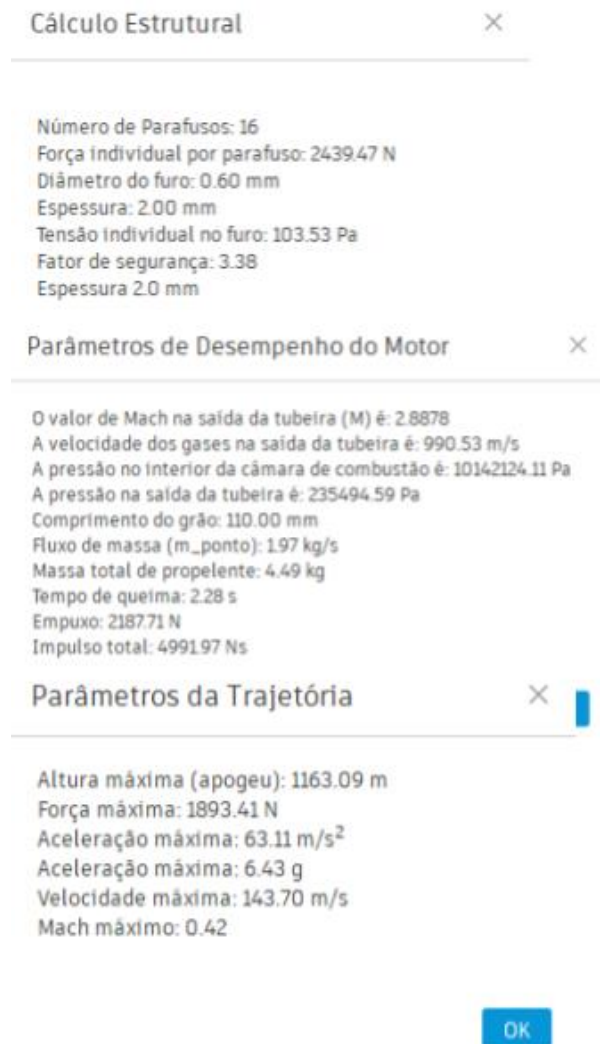 Cálculo Estrutural
Número de Parafusos: 16
Força individual por parafuso: 2439.47 N
Diâmetro do furo: 0.60 mm
Espessura: 2.00 mm
Tensão individual no furo: 103.53 Pa
Fator de segurança: 3.38
Espessura 2.0 mm
Parâmetros de Desempenho do Motor
O valor de Mach na saída da tubeira (M) é: 2.8878
A velocidade dos gases na saída da tubeira é: 990.53 m/s
A pressão no interior da câmara de combustão é: 10142124.11 Pa
A pressão na saída da tubeira é: 235494.59 Pa
Comprimento do grão: 110.00 mm
Fluxo de massa (m_ponto): 1.97 kg/s
Massa total de propelente: 4.49 kg
Tempo de queima: 2.28 s
Empuxo: 2187.71 N
Impulso total: 4991.97 Ns
Parâmetros da Trajetória
Altura máxima (apogeu): 1163.09 m
Força máxima: 1893.41 N
Aceleração máxima: 63.11 m/s²
Aceleração máxima: 6.43 g
Velocidade máxima: 143.70 m/s
Mach máximo: 0.42
OK